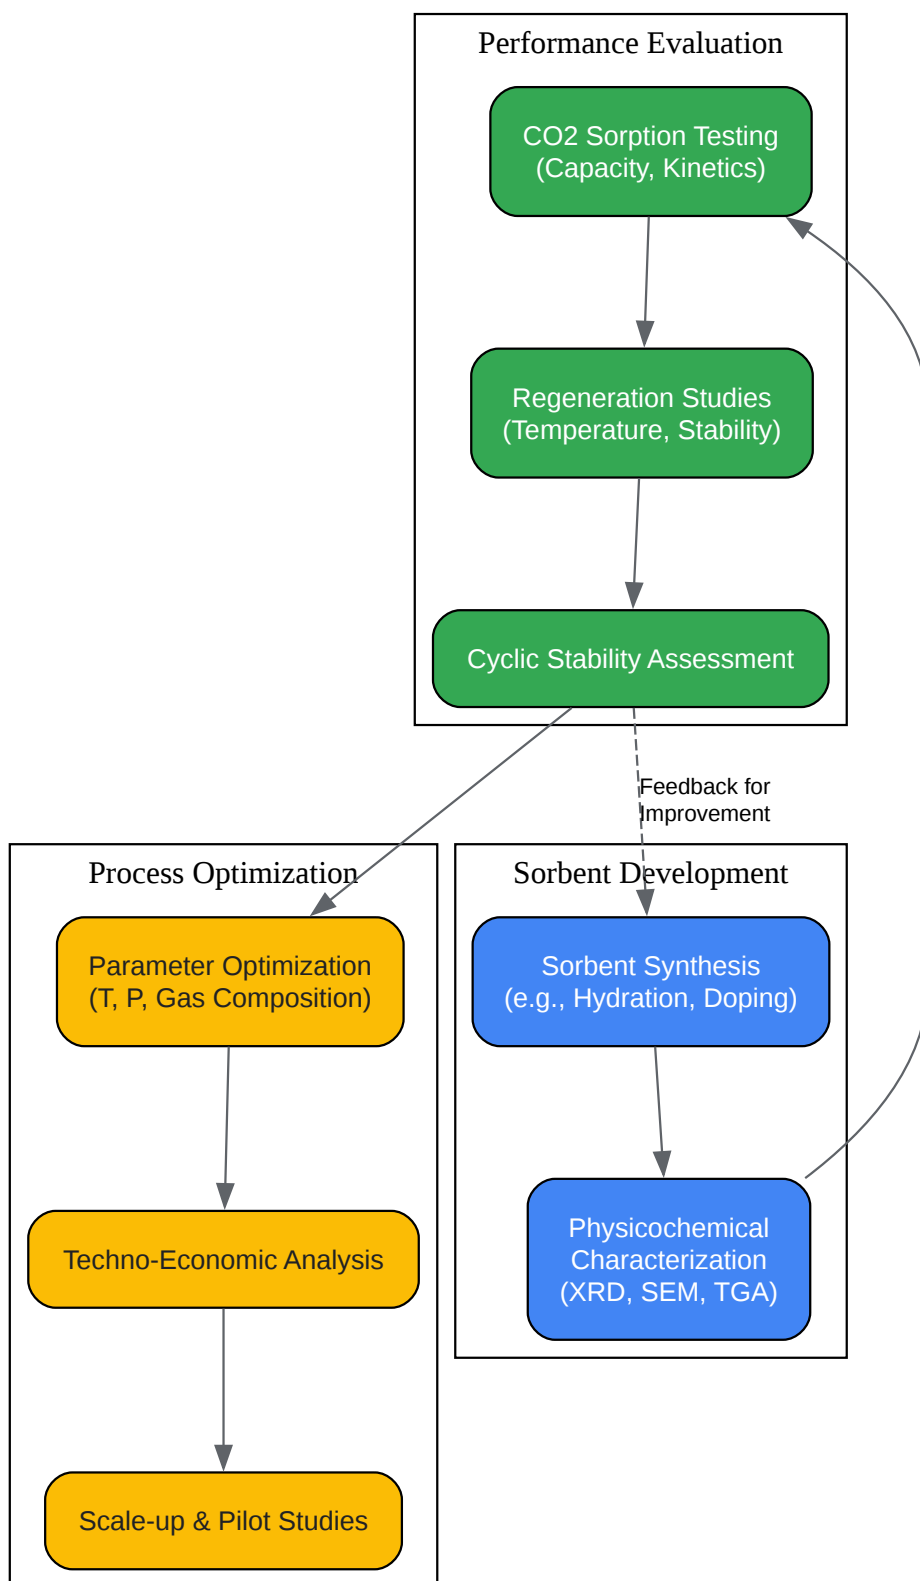 Performance Evaluation
CO2 Sorption Testing
(Capacity, Kinetics)
Regeneration Studies
(Temperature, Stability)
Cyclic Stability Assessment
Feedback for
Improvement
Process Optimization
Parameter Optimization
(T, P, Gas Composition)
Techno-Economic Analysis
Scale-up & Pilot Studies
Sorbent Development
Sorbent Synthesis
(e.g., Hydration, Doping)
Physicochemical
Characterization
(XRD, SEM, TGA)